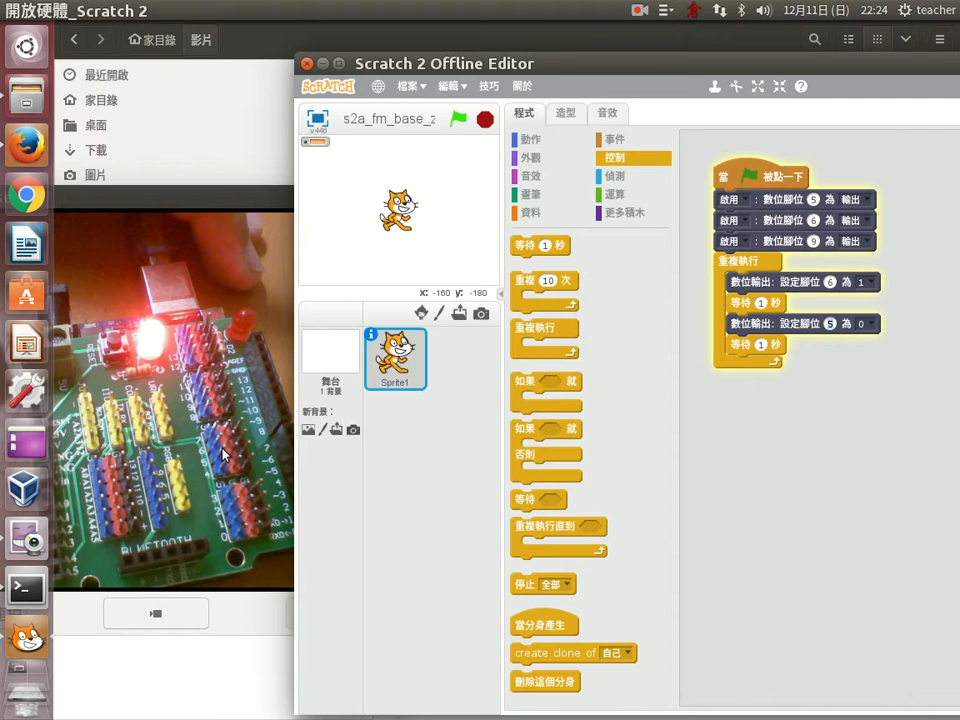 開放硬體_Scratch 2
12月11日 (日)
22:24
teacher
家目錄
影片
最近開啟
家目錄
桌面
下載
圖片
Scratch 2 Offline Editor
SCRATCH
檔案
編輯
技巧
關於
v446
s2a_fm_base_2
程式
造型
音效
動作
外觀
音效
畫筆
資料
事件
控制
偵測
運算
更多積木
等待 1 秒
重複 10 次
重複執行
如果 就
如果 就
否則
等待
重複執行直到
停止 全部
當分身產生
create clone of 自己
刪除這個分身
x: -160 y: -180
舞台
1 背景
新背景:
Sprite1
當 被點一下
啟用 : 數位腳位 5 為 輸出
啟用 : 數位腳位 6 為 輸出
啟用 : 數位腳位 9 為 輸出
重複執行
數位輸出: 設定腳位 6 為 1
等待 1 秒
數位輸出: 設定腳位 5 為 0
等待 1 秒
RESET
BLUETOOTH